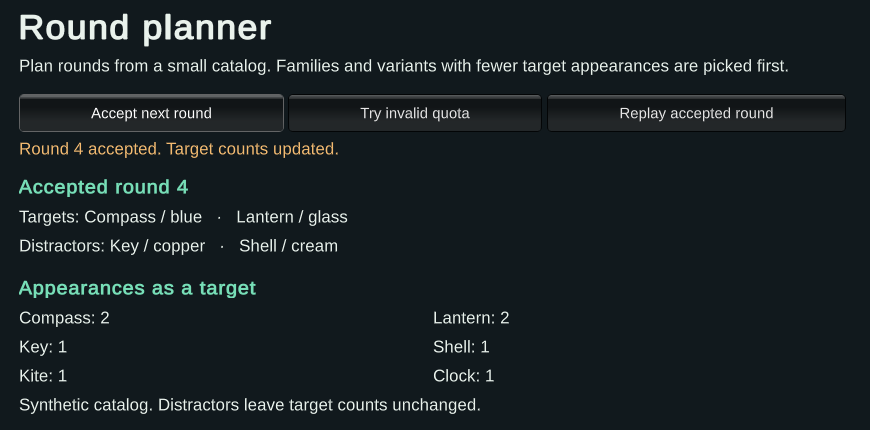 Round planner
Plan rounds from a small catalog. Families and variants with fewer target appearances are picked first.
Accept next round
Try invalid quota
Replay accepted round
Round 4 accepted. Target counts updated.
Accepted round 4
Targets: Compass / blue · Lantern / glass
Distractors: Key / copper · Shell / cream
Appearances as a target
Compass: 2
Lantern: 2
Key: 1
Shell: 1
Kite: 1
Clock: 1
Synthetic catalog. Distractors leave target counts unchanged.